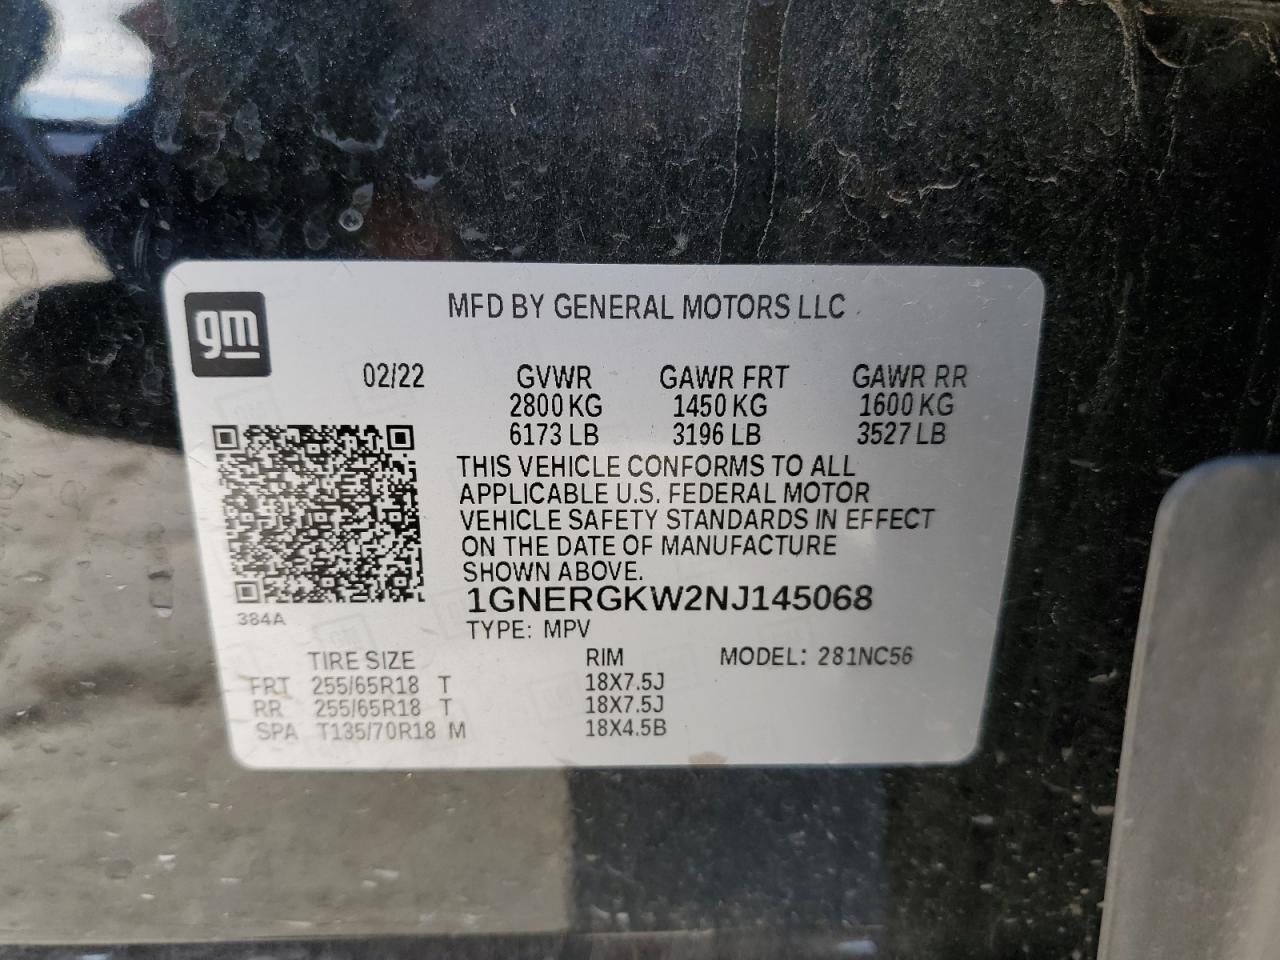 gm
MFD BY GENERAL MOTORS LLC
02/22 GVWR GAWR FRT GAWR RR
2800 KG 1450 KG 1600 KG
6173 LB 3196 LB 3527 LB
THIS VEHICLE CONFORMS TO ALL
APPLICABLE U.S. FEDERAL MOTOR
VEHICLE SAFETY STANDARDS IN EFFECT
ON THE DATE OF MANUFACTURE
SHOWN ABOVE.
1GNERGKW2NJ145068
384A
TYPE: MPV
TIRE SIZE RIM MODEL: 281NC56
FRT 255/65R18 T 18X7.5J
RR 255/65R18 T 18X7.5J
SPA T135/70R18 M 18X4.5B